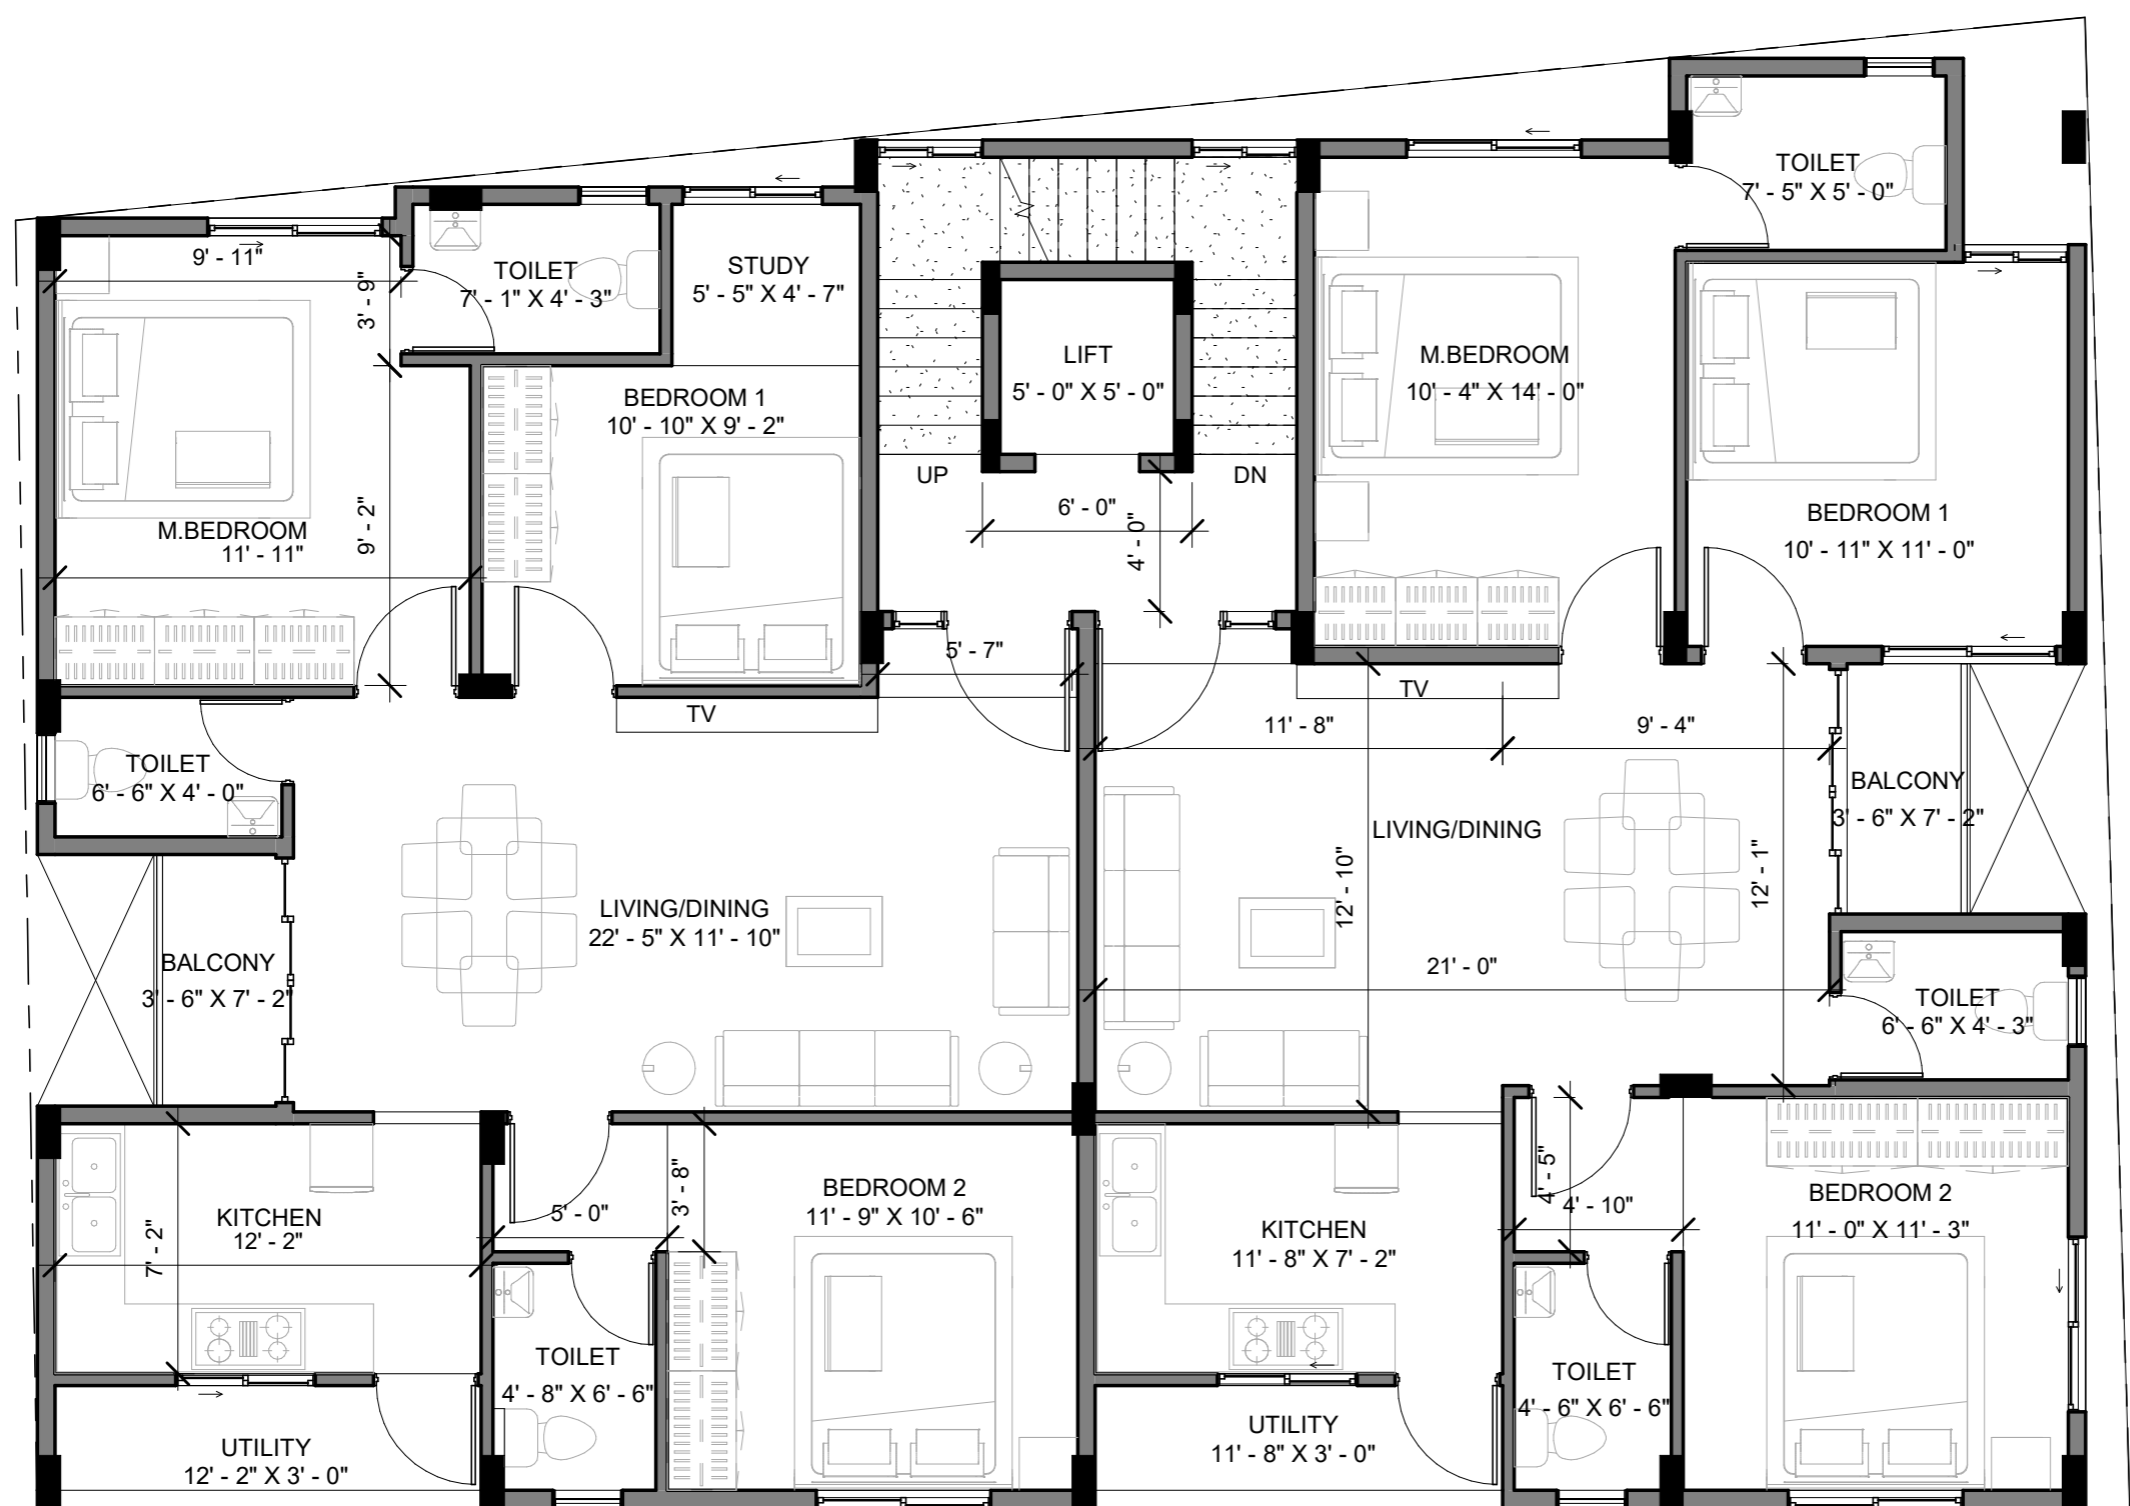 TOILET
7' - 5" X 5' - 0"
9' - 11"
3' - 9"
TOILET
7' - 1" X 4' - 3"
STUDY
5' - 5" X 4' - 7"
LIFT
5' - 0" X 5' - 0"
M.BEDROOM
10' - 4" X 14' - 0"
BEDROOM 1
10' - 10" X 9' - 2"
UP
DN
6' - 0"
4' - 0"
BEDROOM 1
10' - 11" X 11' - 0"
M.BEDROOM
11' - 11"
9' - 2"
5' - 7"
TV
TV
11' - 8"
9' - 4"
TOILET
6' - 6" X 4' - 0"
BALCONY
3' - 6" X 7' - 2"
LIVING/DINING
12' - 10"
12' - 1"
LIVING/DINING
22' - 5" X 11' - 10"
BALCONY
3' - 6" X 7' - 2"
21' - 0"
TOILET
6' - 6" X 4' - 3"
KITCHEN
12' - 2"
7' - 2"
5' - 0"
3' - 8"
BEDROOM 2
11' - 9" X 10' - 6"
KITCHEN
11' - 8" X 7' - 2"
4' - 5"
4' - 10"
BEDROOM 2
11' - 0" X 11' - 3"
TOILET
4' - 8" X 6' - 6"
TOILET
4' - 6" X 6' - 6"
UTILITY
12' - 2" X 3' - 0"
UTILITY
11' - 8" X 3' - 0"